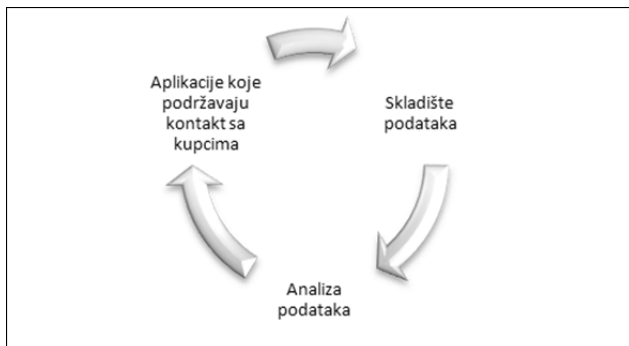 Aplikacije koje
podržavaju
kontakt sa
kupcima
Skladište
podataka
Analiza
podataka